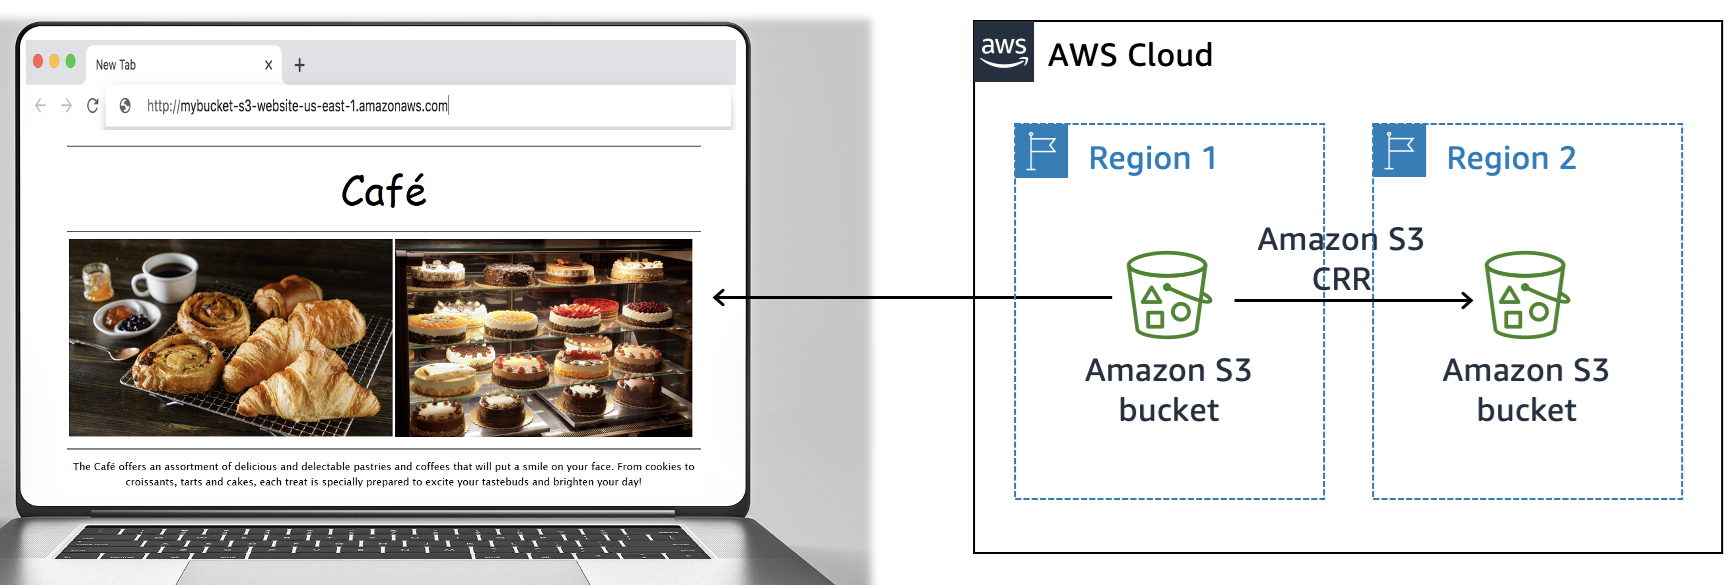 New Tab
http://mybucket-s3-website-us-east-1.amazonaws.com
Café
The Café offers an assortment of delicious and delectable pastries and coffees that will put a smile on your face. From cookies to
croissants, tarts and cakes, each treat is specially prepared to excite your tastebuds and brighten your day!
aws
AWS Cloud
Region 1
Region 2
Amazon S3
CRR
Amazon S3
bucket
Amazon S3
bucket